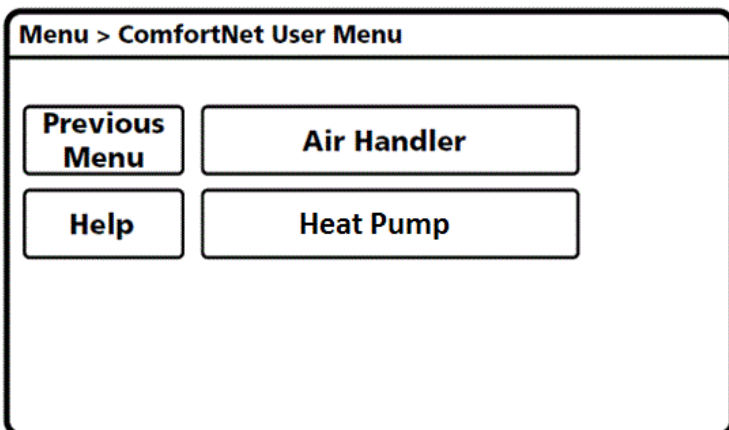 Menu > ComfortNet User Menu
Previous
Menu
Air Handler
Help
Heat Pump